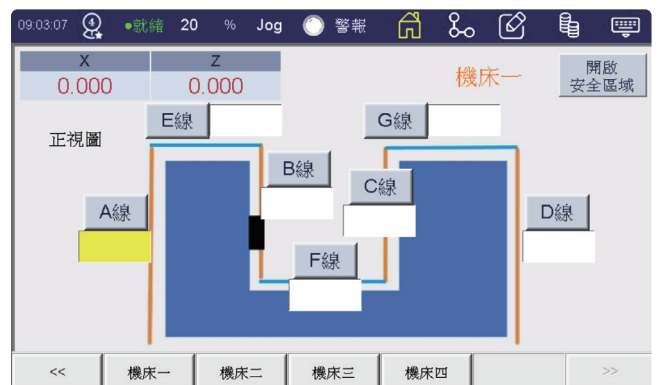 09:03:07 4 ●就緒 20 % Jog 警報
X Z
0.000 0.000
機床一
開啟
安全區域
正視圖
E線
G線
B線
C線
A線
D線
F線
<< 機床一 機床二 機床三 機床四 >>